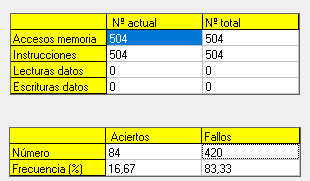 Nº actual Nº total
Accesos memoria 504 504
Instrucciones 504 504
Lecturas datos 0 0
Escrituras datos 0 0
Aciertos Fallos
Número 84 420
Frecuencia (%) 16,67 83,33